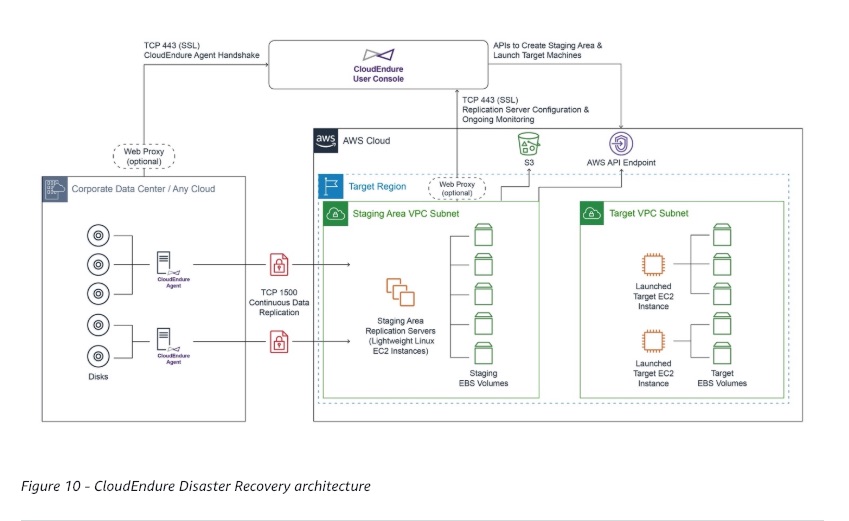 TCP 443 (SSL)
CloudEndure Agent Handshake
CloudEndure
User Console
APIs to Create Staging Area &
Launch Target Machines
TCP 443 (SSL)
Replication Server Configuration &
Ongoing Monitoring
Web Proxy
(optional)
aws
AWS Cloud
S3
AWS API Endpoint
Corporate Data Center / Any Cloud
Target Region
Web Proxy
(optional)
Staging Area VPC Subnet
Target VPC Subnet
CloudEndure
Agent
TCP 1500
Continuous Data
Replication
CloudEndure
Agent
Disks
Staging Area
Replication Servers
(Lightweight Linux
EC2 Instances)
Staging
EBS Volumes
Launched
Target EC2
Instance
Launched
Target EC2
Instance
Target
EBS Volumes
Figure 10 - CloudEndure Disaster Recovery architecture